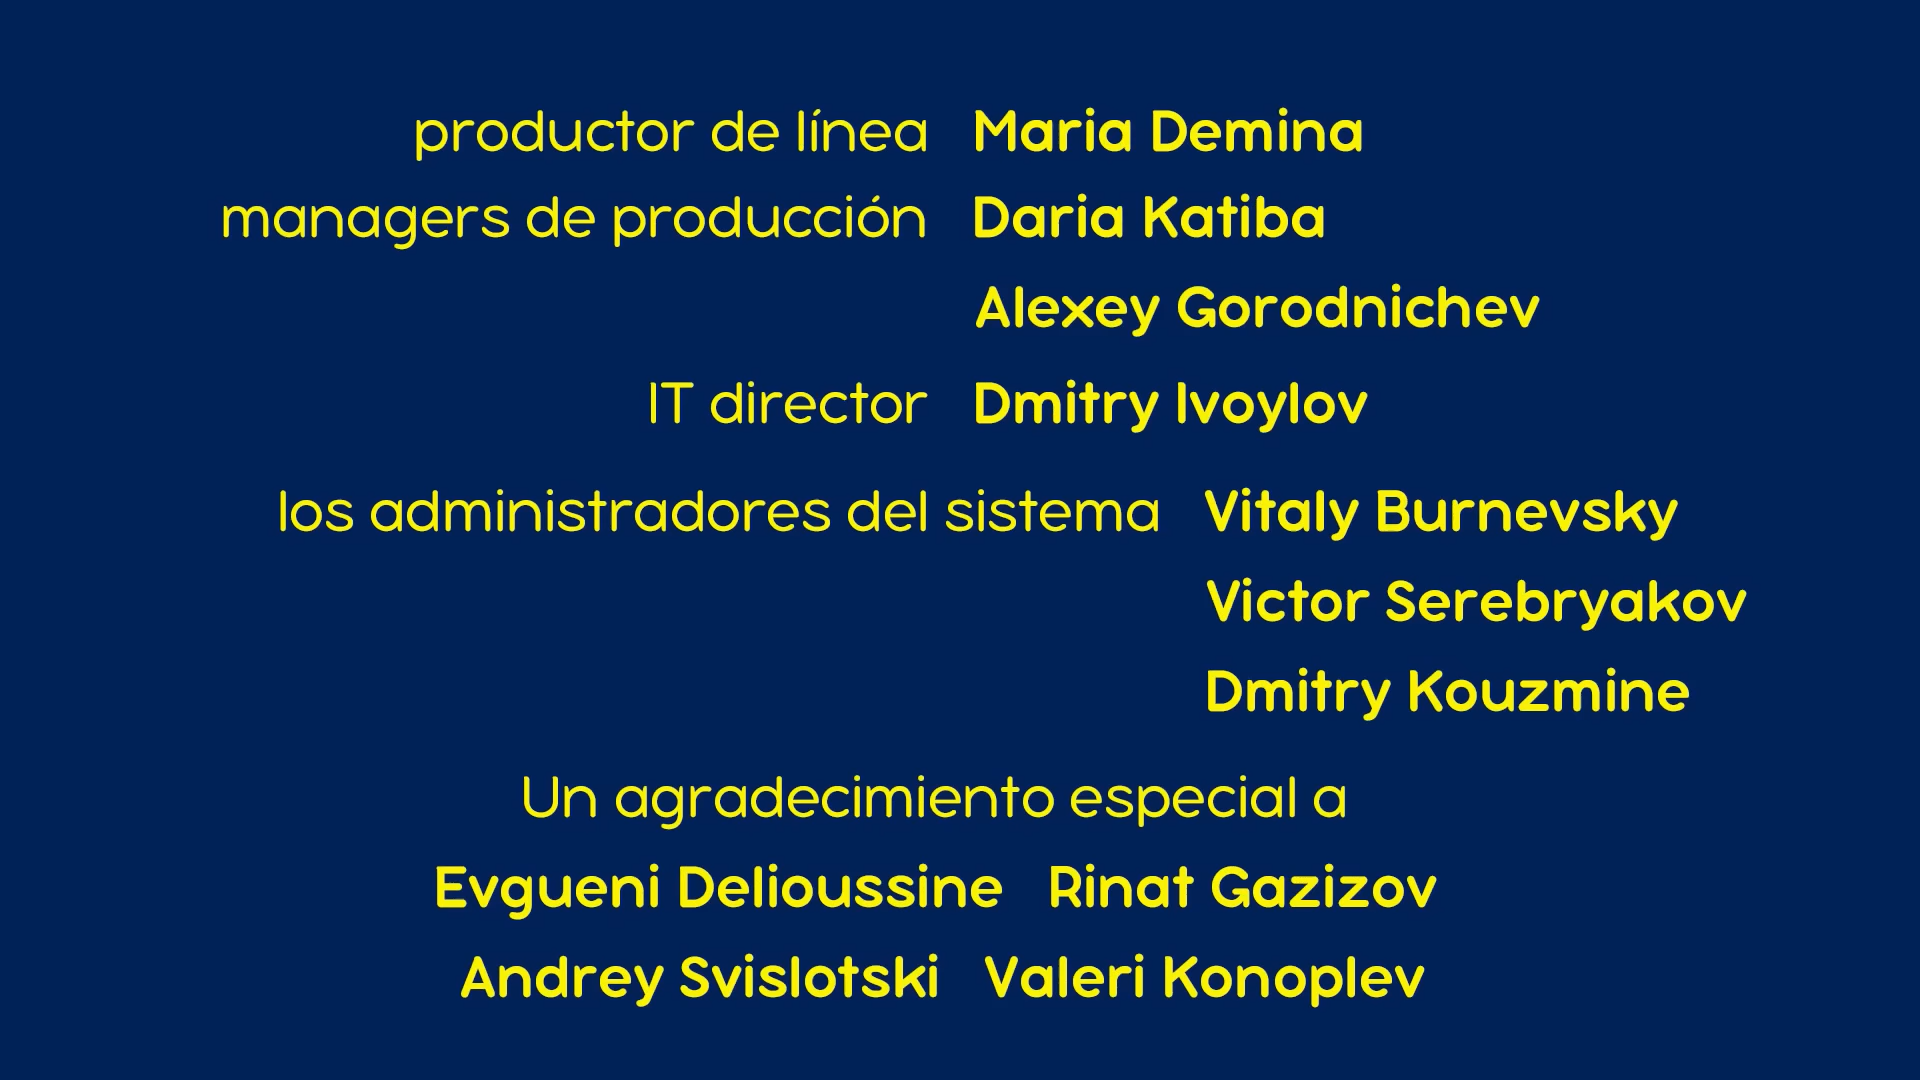 productor de línea Maria Demina
managers de producción Daria Katiba
Alexey Gorodnichev
IT director Dmitry Ivoylov
los administradores del sistema Vitaly Burnevsky
Victor Serebryakov
Dmitry Kouzmine
Un agradecimiento especial a
Evgueni Delioussine Rinat Gazizov
Andrey Svislotski Valeri Konoplev